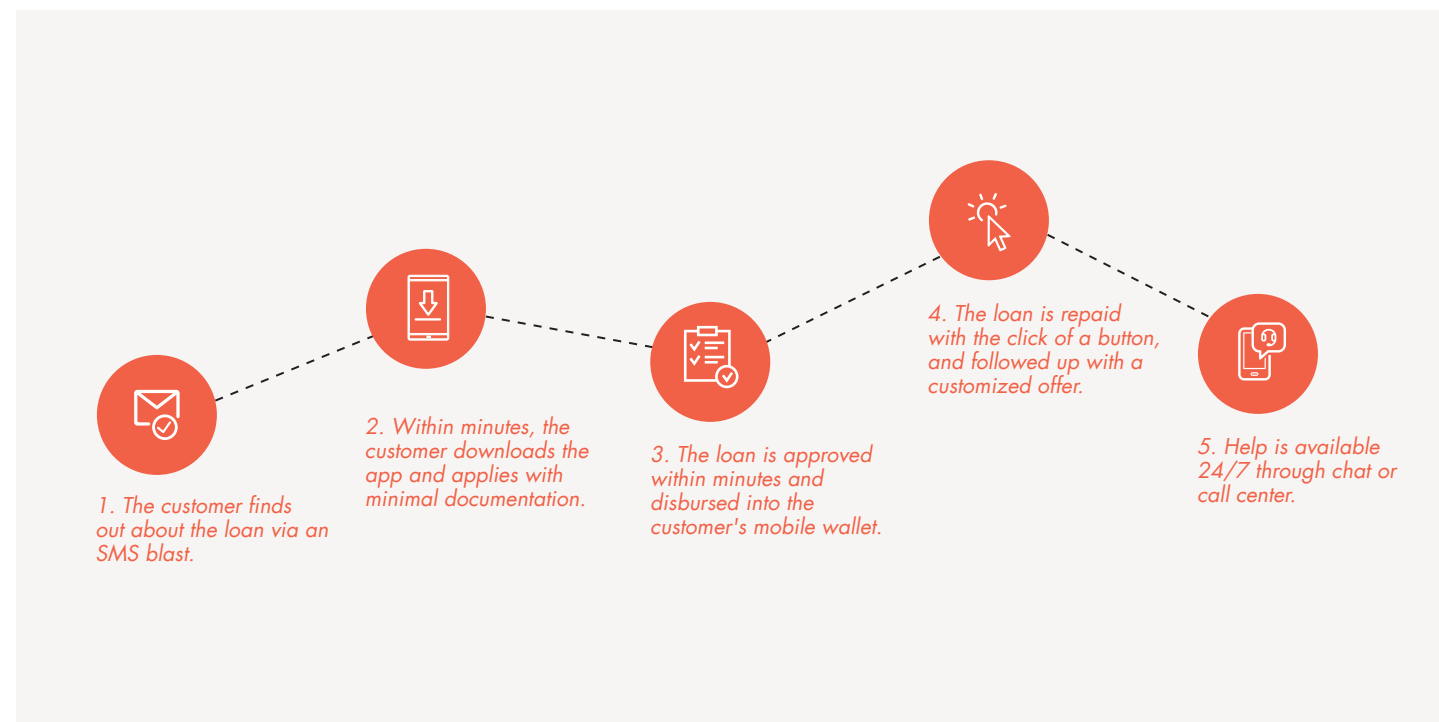 1. The customer finds
out about the loan via an
SMS blast.
2. Within minutes, the
customer downloads the
app and applies with
minimal documentation.
3. The loan is approved
within minutes and
disbursed into the
customer's mobile wallet.
4. The loan is repaid
with the click of a button,
and followed up with a
customized offer.
5. Help is available
24/7 through chat or
call center.